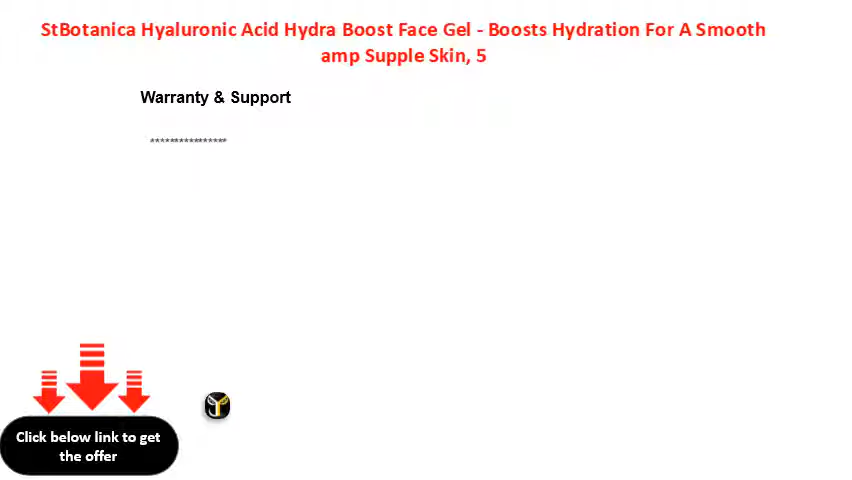 StBotanica Hyaluronic Acid Hydra Boost Face Gel - Boosts Hydration For A Smooth
amp Supple Skin, 5
Warranty & Support
****************
Click below link to get
the offer